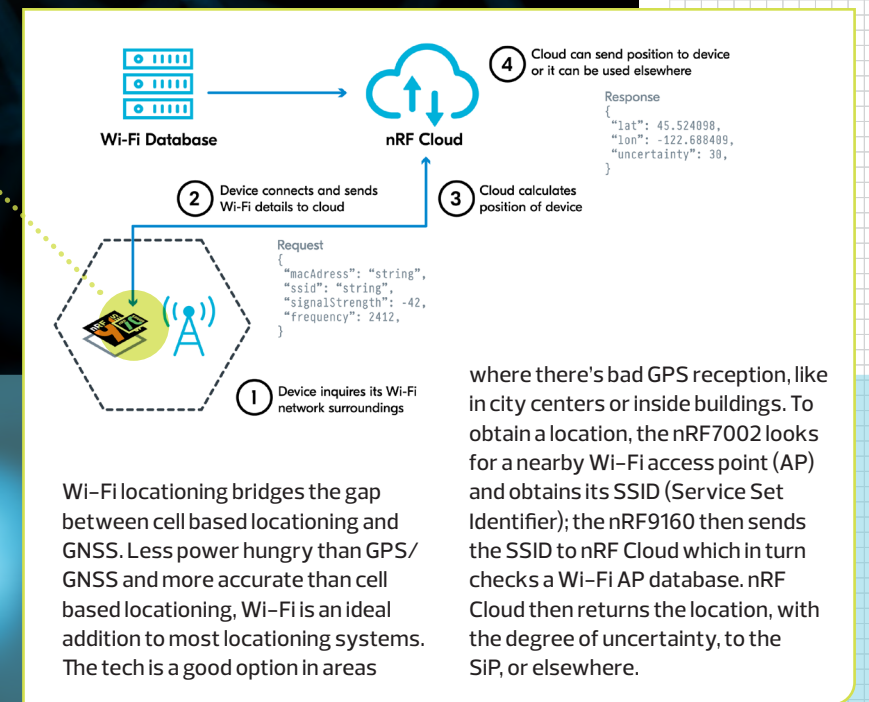 4
Cloud can send position to device
or it can be used elsewhere
Response
{
"lat": 45.524098,
"lon": -122.688409,
"uncertainty": 30,
}
Wi-Fi Database
nRF Cloud
2
Device connects and sends
Wi-Fi details to cloud
3
Cloud calculates
position of device
Request
{
"macAdress": "string",
"ssid": "string",
"signalStrength": -42,
"frequency": 2412,
}
nRF
1
Device inquires its Wi-Fi
network surroundings
Wi-Fi locationing bridges the gap
between cell based locationing and
GNSS. Less power hungry than GPS/
GNSS and more accurate than cell
based locationing, Wi-Fi is an ideal
addition to most locationing systems.
The tech is a good option in areas
where there's bad GPS reception, like
in city centers or inside buildings. To
obtain a location, the nRF7002 looks
for a nearby Wi-Fi access point (AP)
and obtains its SSID (Service Set
Identifier); the nRF9160 then sends
the SSID to nRF Cloud which in turn
checks a Wi-Fi AP database. nRF
Cloud then returns the location, with
the degree of uncertainty, to the
SiP, or elsewhere.